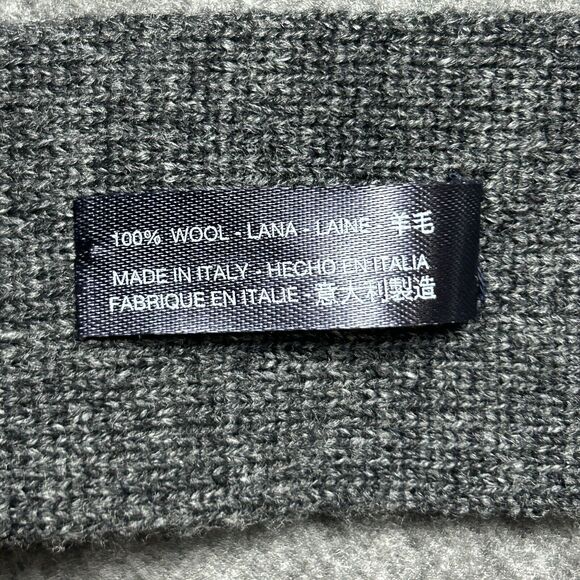 100% WOOL - LANA - LAINE - 羊毛
MADE IN ITALY - HECHO EN ITALIA
FABRIQUE EN ITALIE - 意大利製造